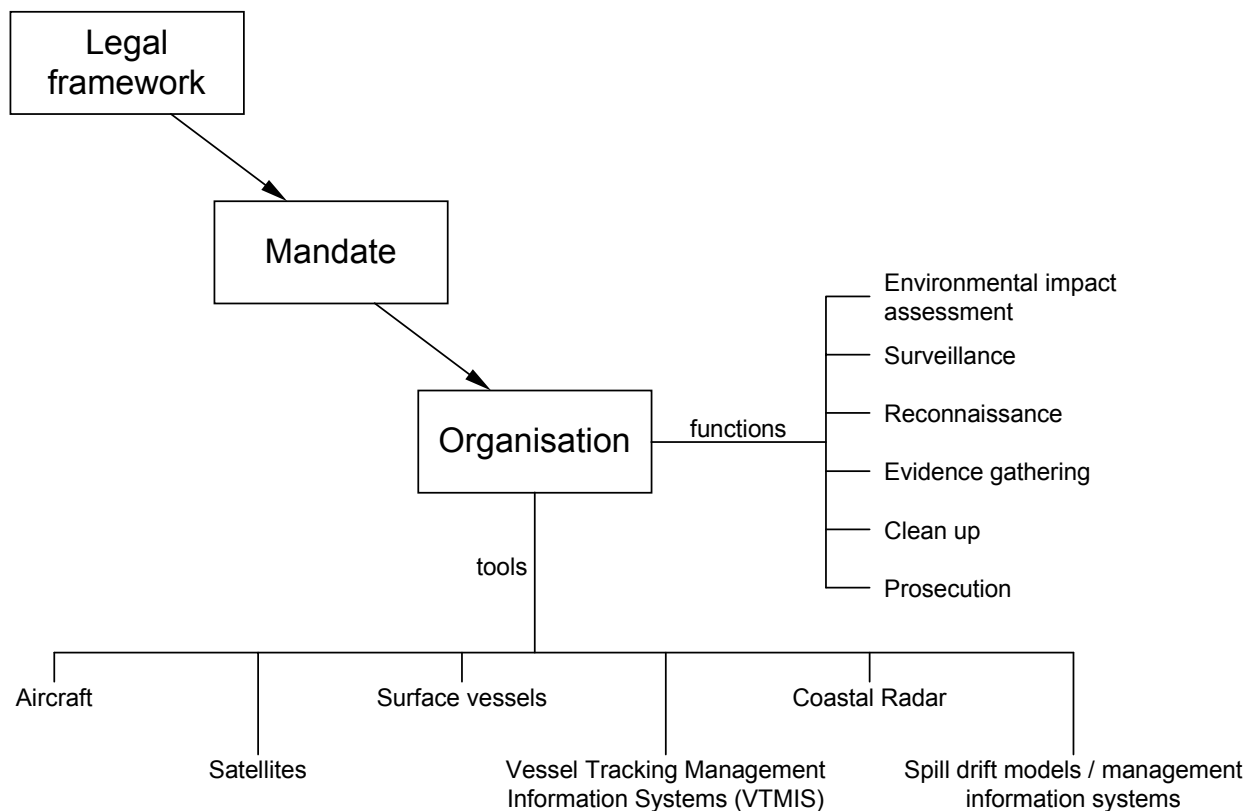 Legal
framework
Mandate
Organisation
functions
Environmental impact
assessment
Surveillance
Reconnaissance
Evidence gathering
Clean up
Prosecution
tools
Aircraft
Surface vessels
Coastal Radar
Satellites
Vessel Tracking Management
Information Systems (VTMIS)
Spill drift models / management
information systems